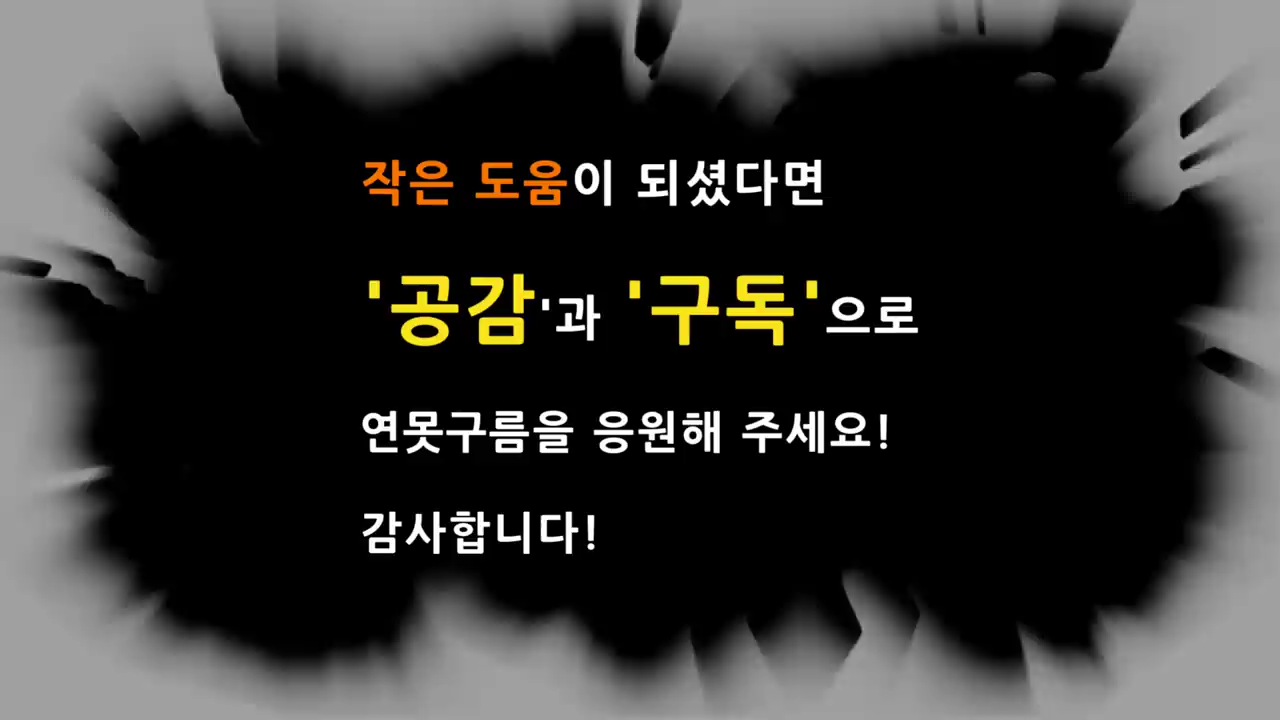 작은 도움이 되셨다면
'공감'과 '구독'으로
연못구름을 응원해 주세요!
감사합니다!